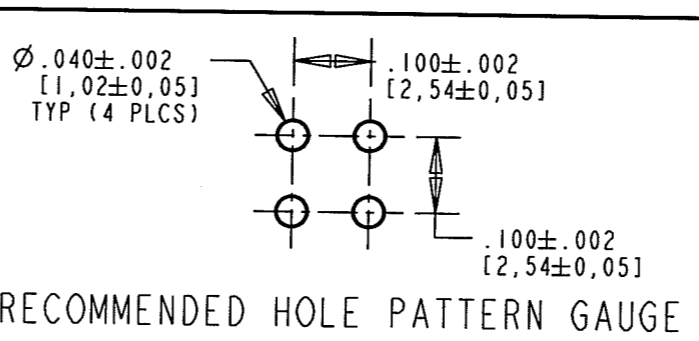 Ø.040±.002
[1,02±0,05]
TYP (4 PLCS)
.100±.002
[2,54±0,05]
.100±.002
[2,54±0,05]
RECOMMENDED HOLE PATTERN GAUGE